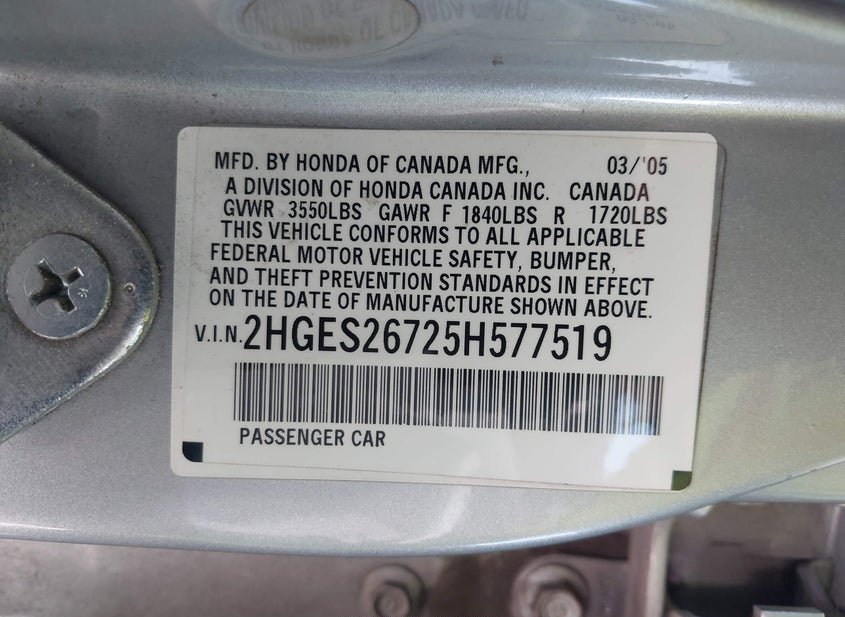 MFD. BY HONDA OF CANADA MFG., 03/'05
A DIVISION OF HONDA CANADA INC. CANADA
GVWR 3550LBS GAWR F 1840LBS R 1720LBS
THIS VEHICLE CONFORMS TO ALL APPLICABLE
FEDERAL MOTOR VEHICLE SAFETY, BUMPER,
AND THEFT PREVENTION STANDARDS IN EFFECT
ON THE DATE OF MANUFACTURE SHOWN ABOVE.
V.I.N. 2HGES26725H577519
PASSENGER CAR